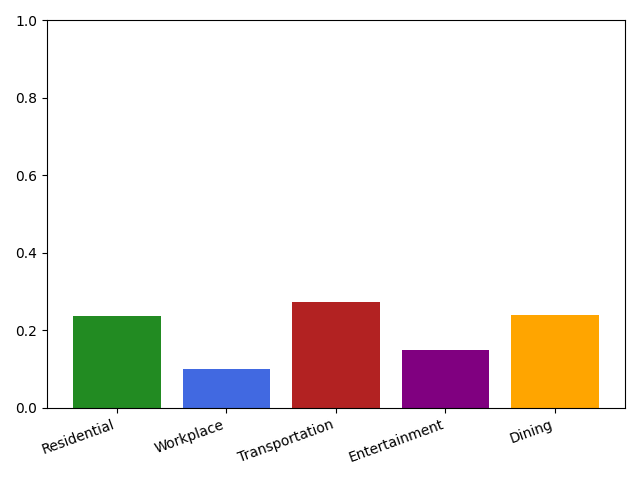 1.0
0.8
0.6
0.4
0.2
0.0
Residential
Workplace
Transportation
Entertainment
Dining